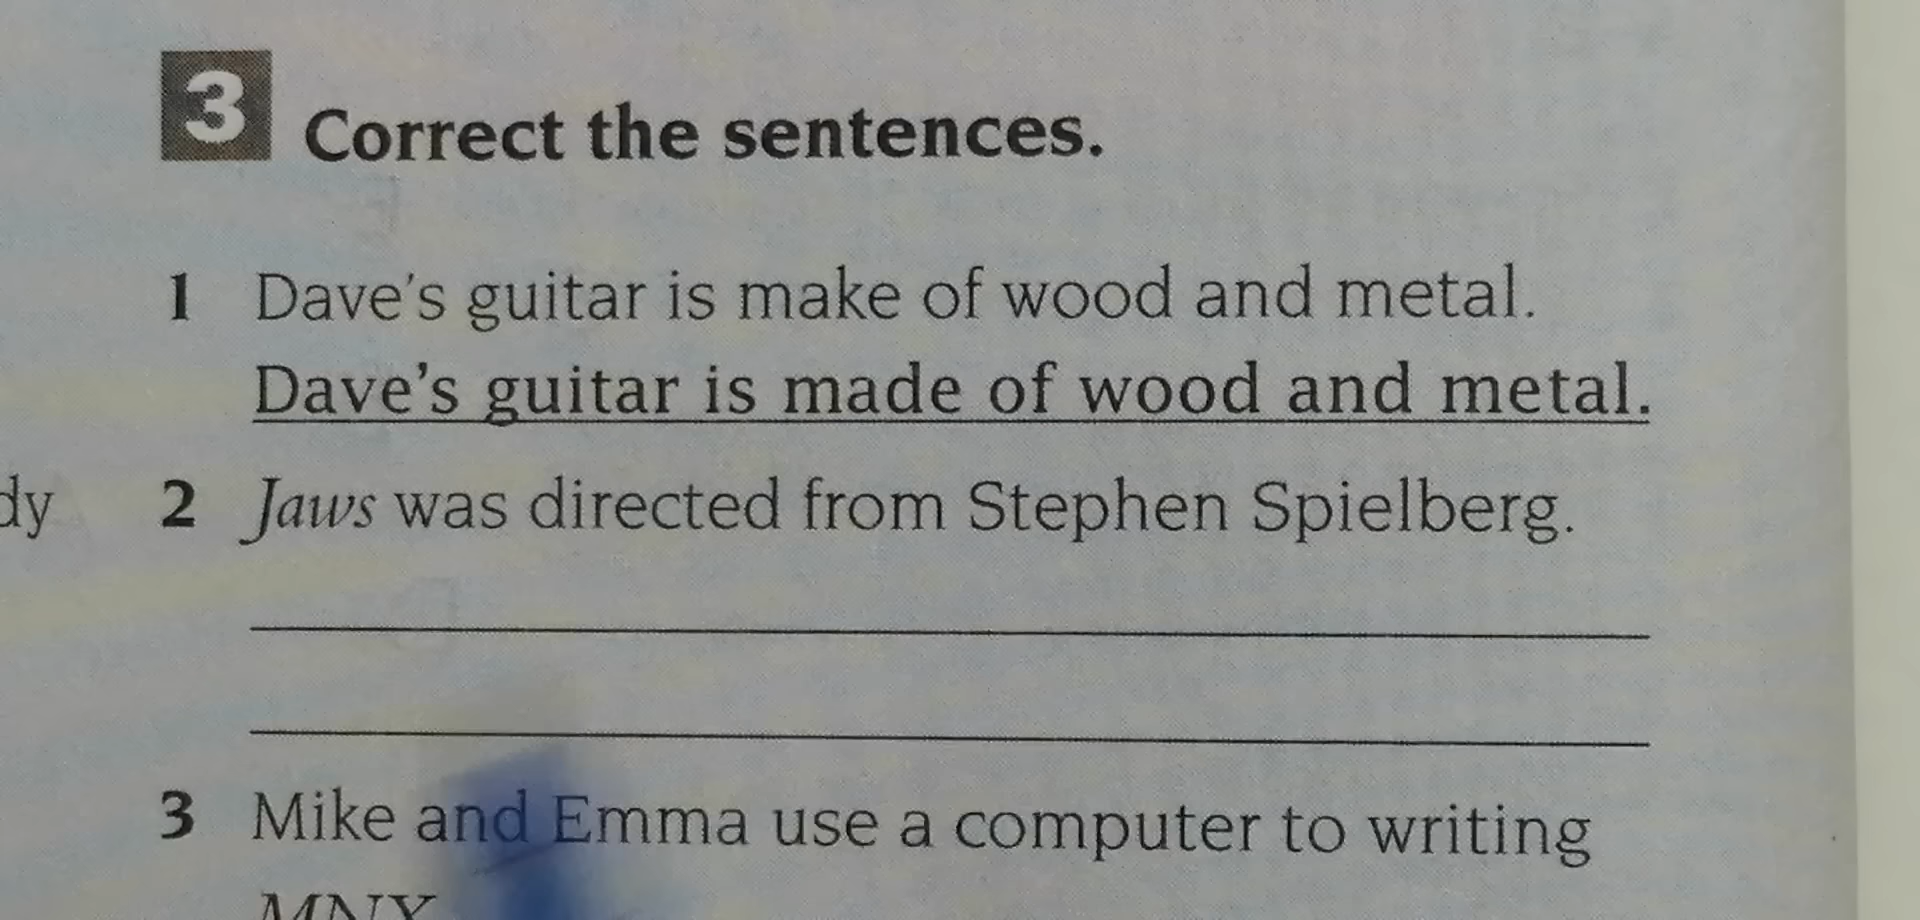 3 Correct the sentences.
1 Dave's guitar is make of wood and metal.
Dave's guitar is made of wood and metal.
dy
2 Jaws was directed from Stephen Spielberg.
3 Mike and Emma use a computer to writing
MNY